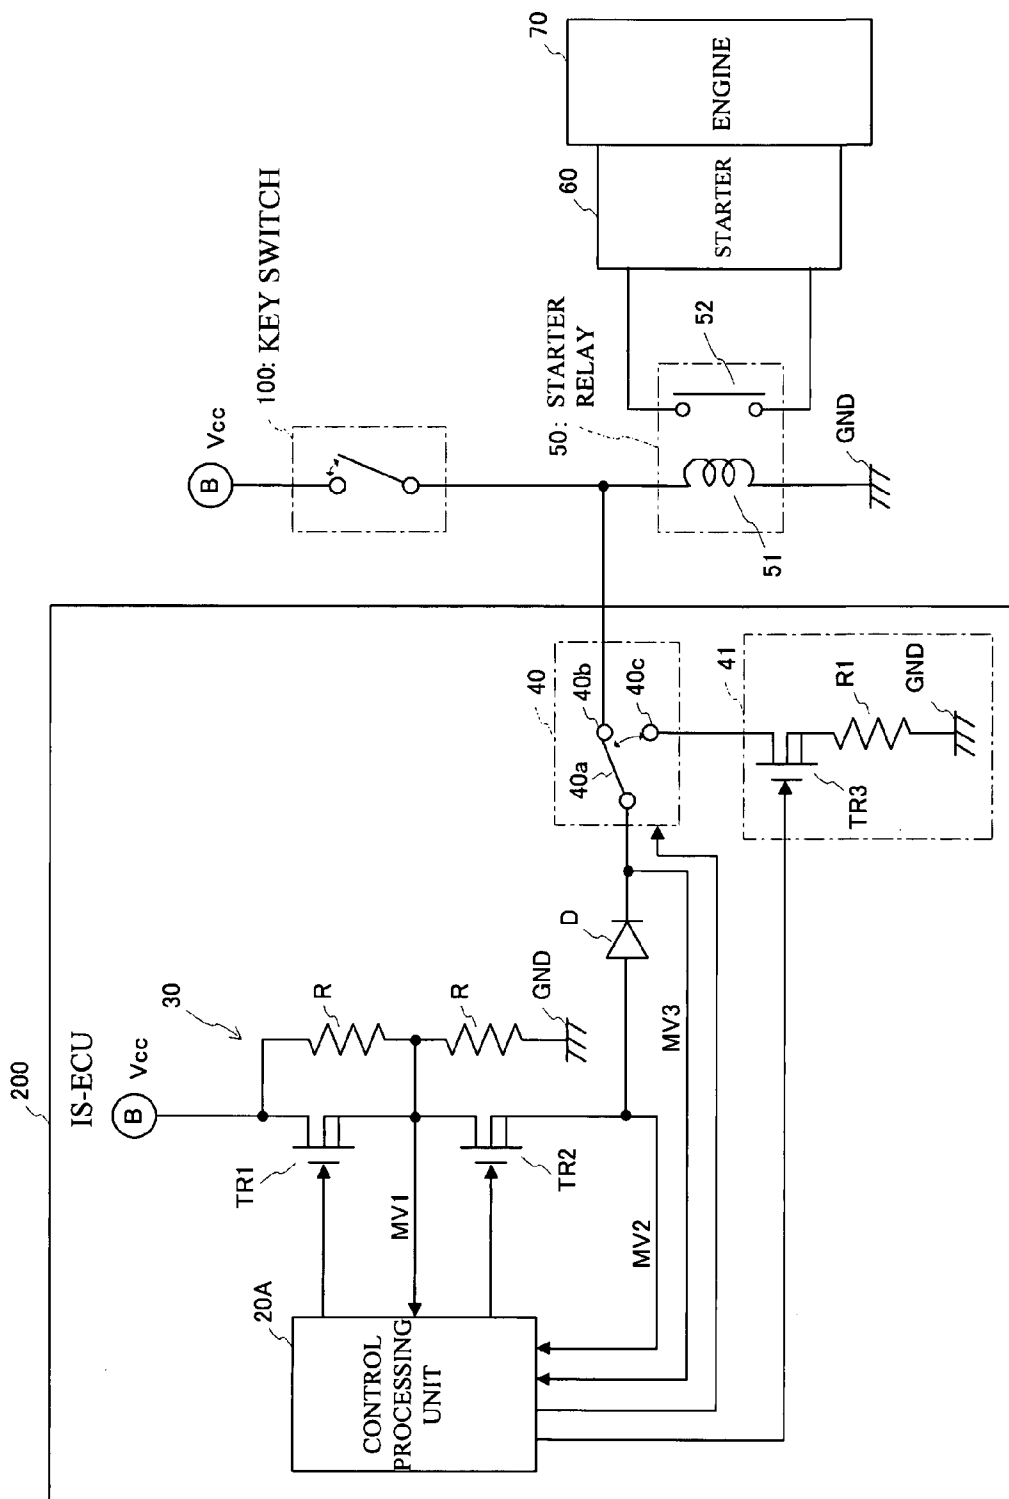 200
IS-ECU
B
Vcc
30
R
R
GND
TR1
TR2
MV1
MV2
MV3
20A
CONTROL
PROCESSING
UNIT
D
40
40a
40b
40c
41
TR3
R1
GND
B
Vcc
100: KEY SWITCH
50: STARTER
RELAY
51
52
GND
60
STARTER
70
ENGINE